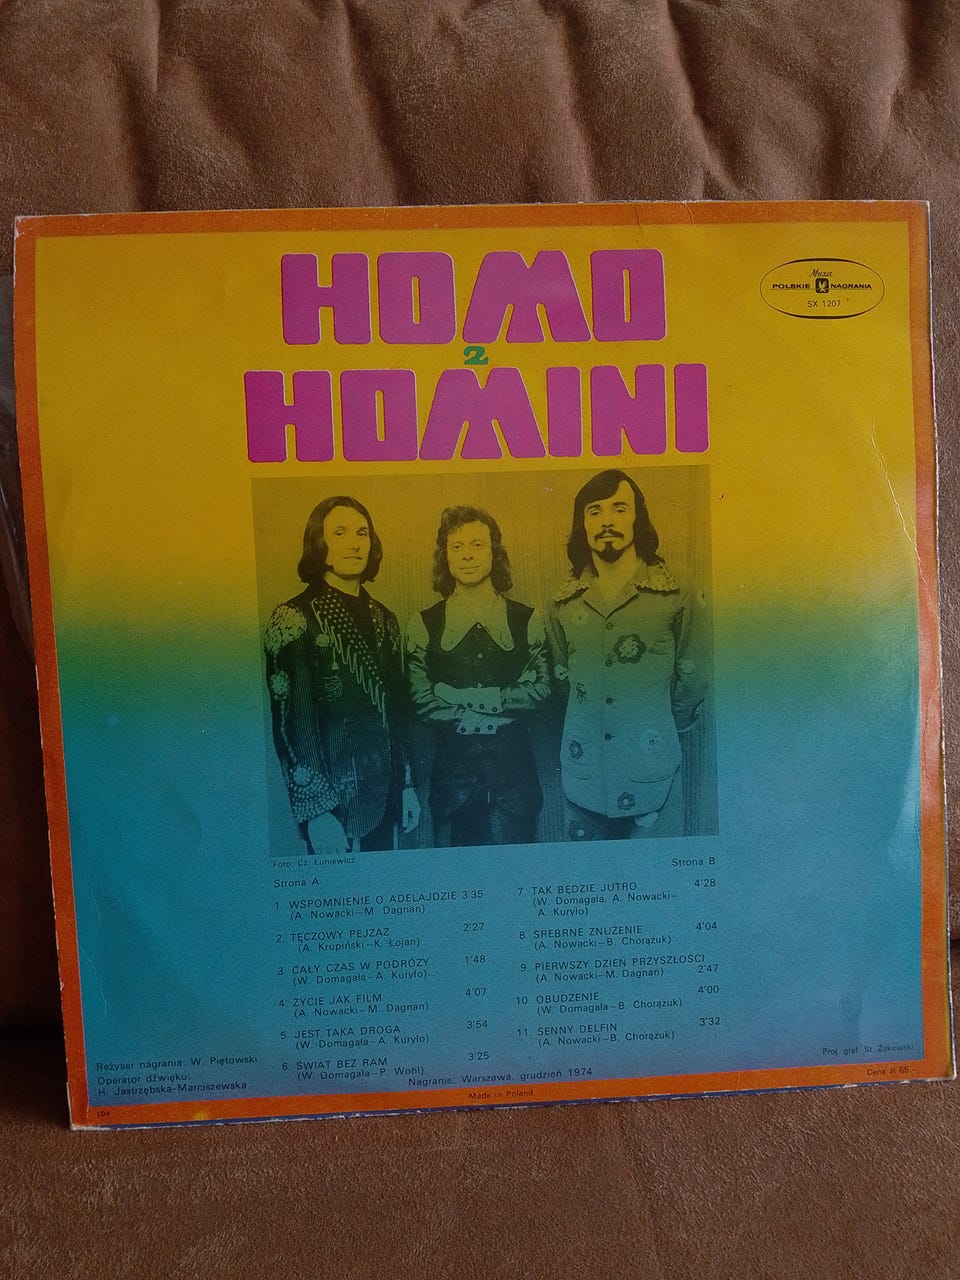 HOMO
2
HOMINI
Muza
POLSKIE NAGRANIA
SX 1207
Foto. Cz. Łuniewicz
Strona A
1. WSPOMNIENIE O ADELAJDZIE 3'35
(A. Nowacki—M. Dagnan)
2. TĘCZOWY PEJZAŻ 2'27
(A. Krupiński—K. Łojan)
3. CAŁY CZAS W PODRÓŻY 1'48
(W. Domagała—A. Kuryło)
4. ŻYCIE JAK FILM 4'07
(A. Nowacki—M. Dagnan)
5. JEST TAKA DROGA 3'54
(W. Domagała—A. Kuryło)
6. ŚWIAT BEZ RAM 3'25
(W. Domagała—P. Wohl)
Strona B
7. TAK BĘDZIE JUTRO 4'28
(W. Domagała, A. Nowacki—
A. Kuryło)
8. SREBRNE ZNUŻENIE 4'04
(A. Nowacki—B. Chorążuk)
9. PIERWSZY DZIEŃ PRZYSZŁOŚCI
(A. Nowacki—M. Dagnan) 2'47
10. OBUDZENIE 4'00
(W. Domagała—B. Chorążuk)
11. SENNY DELFIN 3'32
(A. Nowacki—B. Chorążuk)
Reżyser nagrania: W. Piętowski
Operator dźwięku:
H. Jastrzębska-Marciszewska
Nagranie: Warszawa, grudzień 1974
Proj. graf. St. Żakowski
Cena zł 65.—
Made in Poland
ŁDA